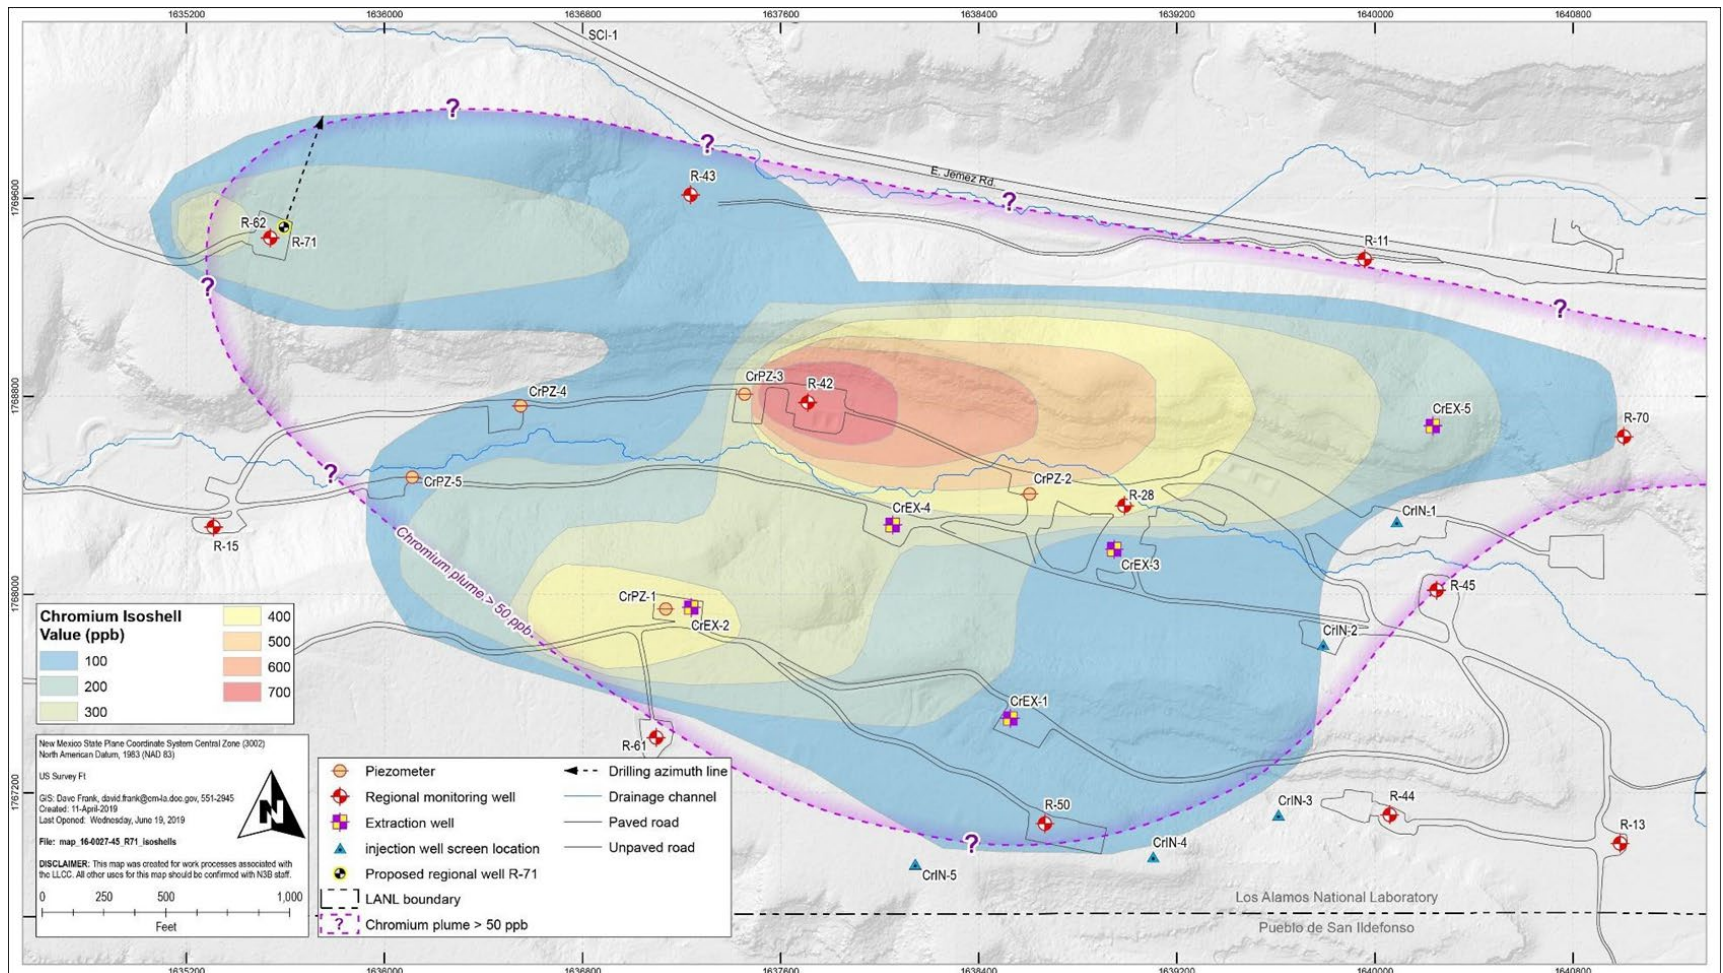 1635200 1636000 1636800 1637600 1638400 1639200 1640000 1640800
SCI-1
?
?
R-43
E. Jemez Rd.
?
1769600
R-62
R-71
R-11
?
?
CrPZ-3
R-42
CrPZ-4
1768800
CrEX-5
R-70
?
CrPZ-5
CrPZ-2
R-28
CrEX-4
CrIN-1
R-15
Chromium plume > 50 ppb
CrEX-3
R-45
1768000
CrPZ-1
CrEX-2
CrIN-2
Chromium Isoshell
Value (ppb)
100
200
300
400
500
600
700
CrEX-1
R-61
New Mexico State Plane Coordinate System Central Zone (3002)
North American Datum, 1983 (NAD 83)
US Survey Ft
GIS: Dave Frank, david.frank@em-la.doe.gov, 551-2945
Created: 11-April-2019
Last Opened: Wednesday, June 19, 2019
File: map_16-0027-45_R71_isoshells
DISCLAIMER: This map was created for work processes associated with
the LLCC. All other uses for this map should be confirmed with N3B staff.
N
0 250 500 1,000
Feet
1767200
Piezometer
Regional monitoring well
Extraction well
injection well screen location
Proposed regional well R-71
LANL boundary
? Chromium plume > 50 ppb
Drilling azimuth line
Drainage channel
Paved road
Unpaved road
R-50
CrIN-3
R-44
R-13
?
CrIN-4
CrIN-5
Los Alamos National Laboratory
Pueblo de San Ildefonso
1635200 1636000 1636800 1637600 1638400 1639200 1640000 1640800